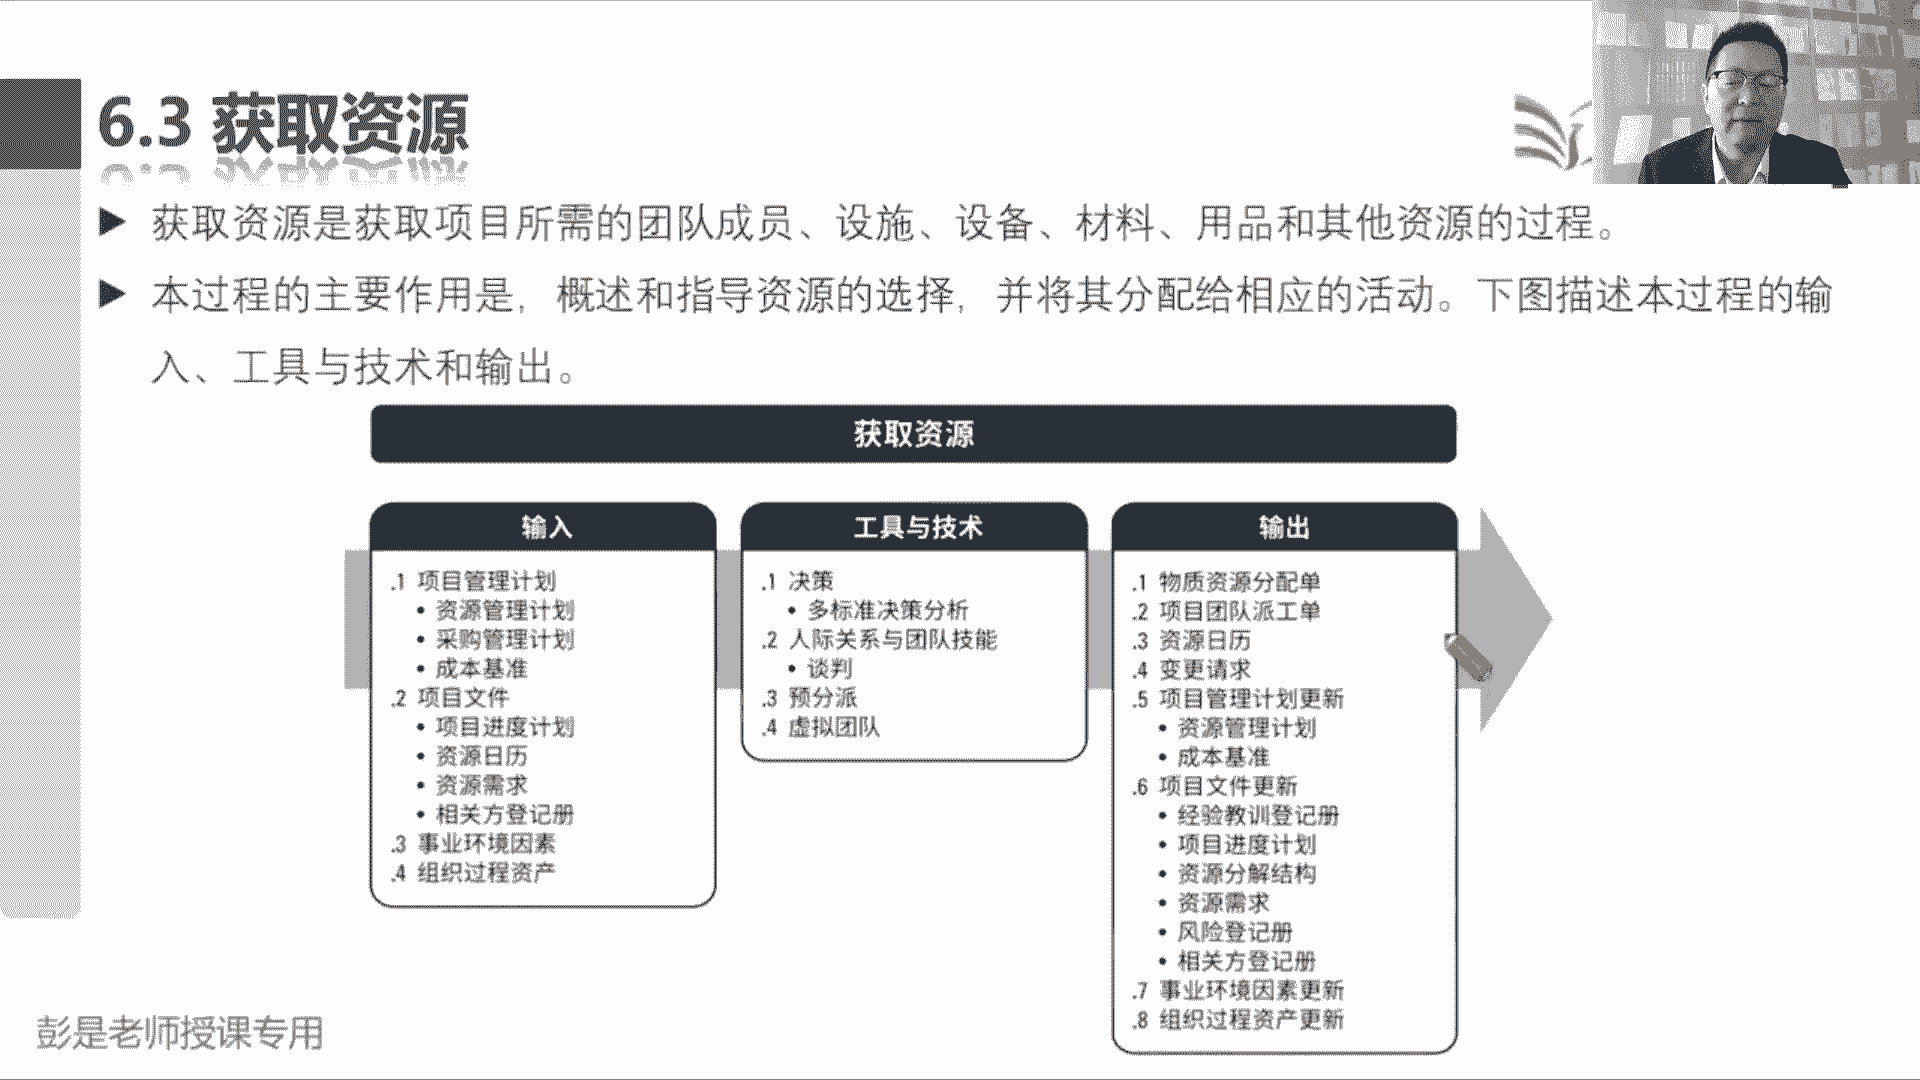 6.3 获取资源
获取资源是获取项目所需的团队成员、设施、设备、材料、用品和其他资源的过程。
本过程的主要作用是，概述和指导资源的选择，并将其分配给相应的活动。下图描述本过程的输
入、工具与技术和输出。
获取资源
输入
.1 项目管理计划
• 资源管理计划
• 采购管理计划
• 成本基准
.2 项目文件
• 项目进度计划
• 资源日历
• 资源需求
• 相关方登记册
.3 事业环境因素
.4 组织过程资产
工具与技术
.1 决策
• 多标准决策分析
.2 人际关系与团队技能
• 谈判
.3 预分派
.4 虚拟团队
输出
.1 物质资源分配单
.2 项目团队派工单
.3 资源日历
.4 变更请求
.5 项目管理计划更新
• 资源管理计划
• 成本基准
.6 项目文件更新
• 经验教训登记册
• 项目进度计划
• 资源分解结构
• 资源需求
• 风险登记册
• 相关方登记册
.7 事业环境因素更新
.8 组织过程资产更新
彭是老师授课专用